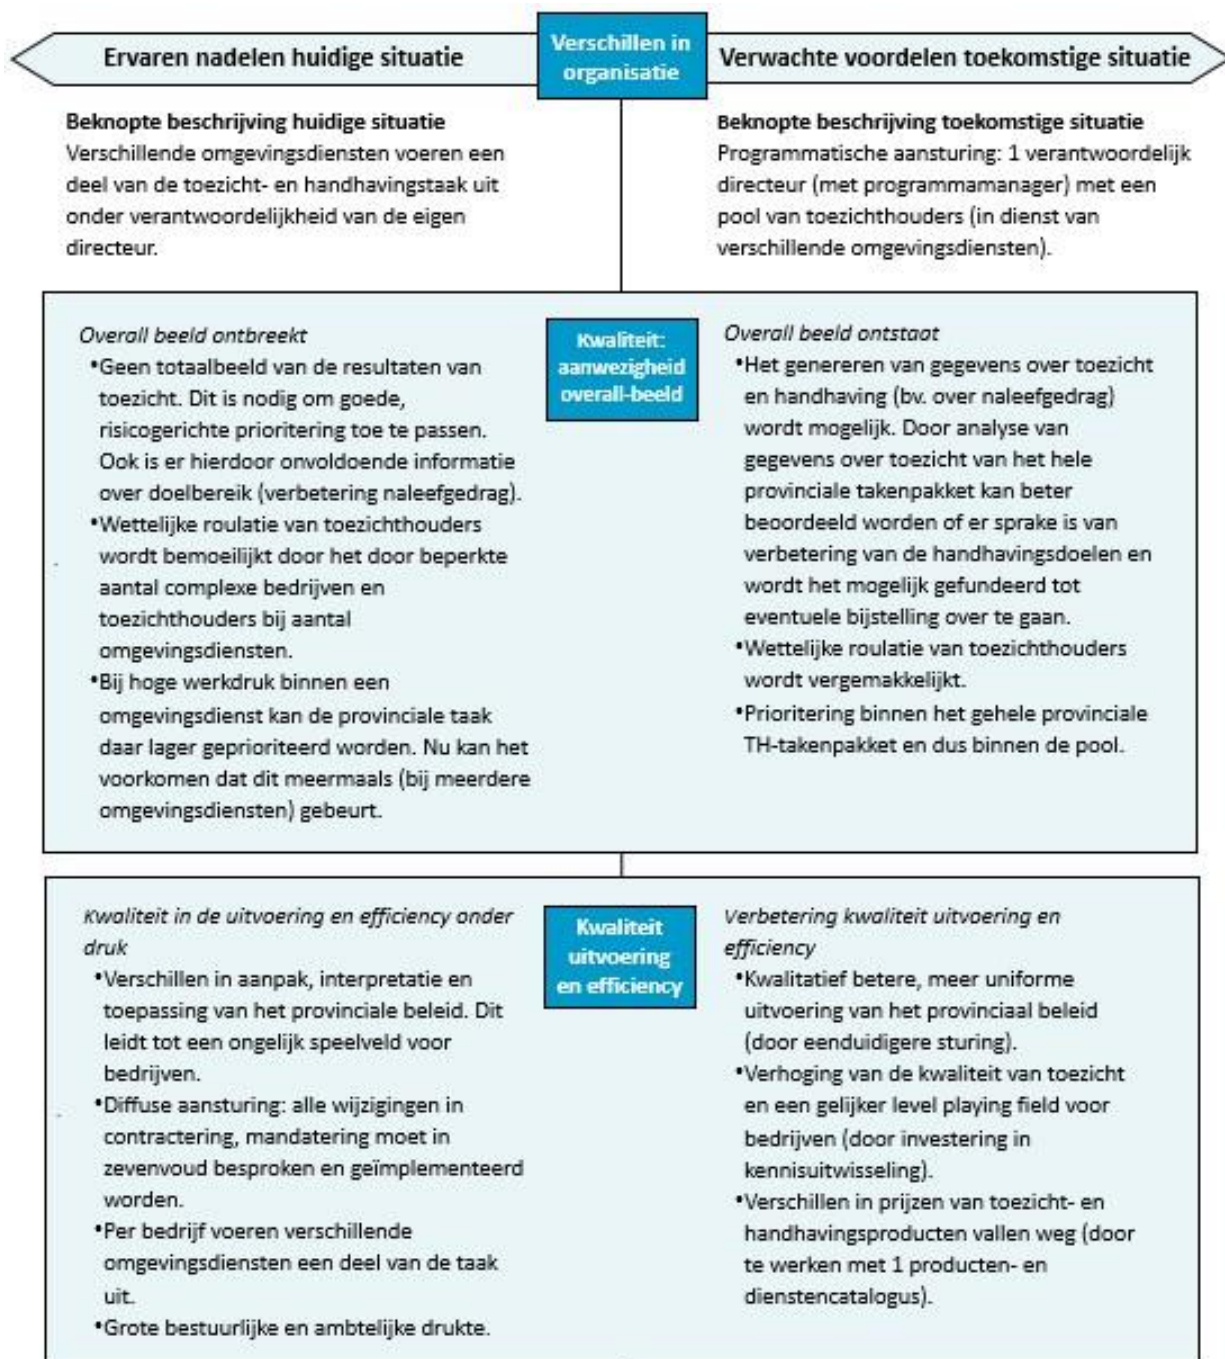 Ervaren nadelen huidige situatie
Verschillen in
organisatie
Verwachte voordelen toekomstige situatie
Beknopte beschrijving huidige situatie
Verschillende omgevingsdiensten voeren een
deel van de toezicht- en handhavingstaak uit
onder verantwoordelijkheid van de eigen
directeur.
Beknopte beschrijving toekomstige situatie
Programmatische aansturing: 1 verantwoordelijk
directeur (met programmamanager) met een
pool van toezichthouders (in dienst van
verschillende omgevingsdiensten).
Kwaliteit:
aanwezigheid
overall-beeld
Overall beeld ontbreekt
•Geen totaalbeeld van de resultaten van
toezicht. Dit is nodig om goede,
risicogerichte prioritering toe te passen.
Ook is er hierdoor onvoldoende informatie
over doelbereik (verbetering naleefgedrag).
•Wettelijke roulatie van toezichthouders
wordt bemoeilijkt door het door beperkte
aantal complexe bedrijven en
toezichthouders bij aantal
omgevingsdiensten.
•Bij hoge werkdruk binnen een
omgevingsdienst kan de provinciale taak
daar lager geprioriteerd worden. Nu kan het
voorkomen dat dit meermaals (bij meerdere
omgevingsdiensten) gebeurt.
Overall beeld ontstaat
•Het genereren van gegevens over toezicht
en handhaving (bv. over naleefgedrag)
wordt mogelijk. Door analyse van
gegevens over toezicht van het hele
provinciale takenpakket kan beter
beoordeeld worden of er sprake is van
verbetering van de handhavingsdoelen en
wordt het mogelijk gefundeerd tot
eventuele bijstelling over te gaan.
•Wettelijke roulatie van toezichthouders
wordt vergemakkelijkt.
•Prioritering binnen het gehele provinciale
TH-takenpakket en dus binnen de pool.
Kwaliteit
uitvoering
en efficiency
Kwaliteit in de uitvoering en efficiency onder
druk
•Verschillen in aanpak, interpretatie en
toepassing van het provinciale beleid. Dit
leidt tot een ongelijk speelveld voor
bedrijven.
•Diffuse aansturing: alle wijzigingen in
contractering, mandatering moet in
zevenvoud besproken en geïmplementeerd
worden.
•Per bedrijf voeren verschillende
omgevingsdiensten een deel van de taak
uit.
•Grote bestuurlijke en ambtelijke drukte.
Verbetering kwaliteit uitvoering en
efficiency
•Kwalitatief betere, meer uniforme
uitvoering van het provinciaal beleid
(door eenduidigere sturing).
•Verhoging van de kwaliteit van toezicht
en een gelijker level playing field voor
bedrijven (door investering in
kennisuitwisseling).
•Verschillen in prijzen van toezicht- en
handhavingsproducten vallen weg (door
te werken met 1 producten- en
dienstencatalogus).